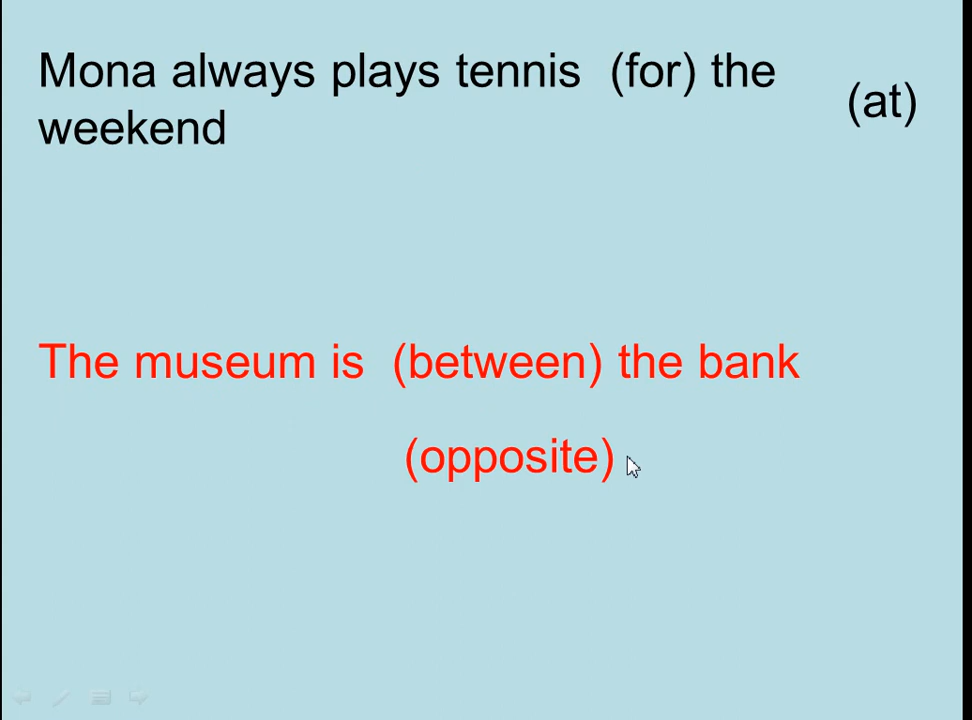 Mona always plays tennis (for) the
weekend
(at)
The museum is (between) the bank
(opposite)